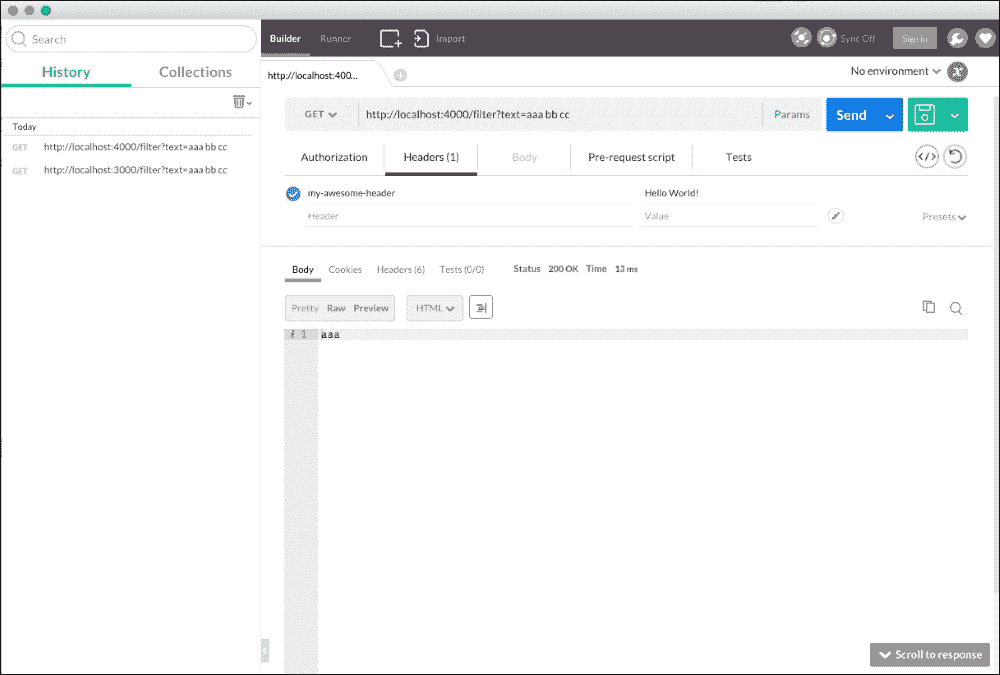 Search
Builder Runner Import Sync Off Sign in
History Collections
http://localhost:400... No environment
Today
GET http://localhost:4000/filter?text=aaa bb cc
GET http://localhost:3000/filter?text=aaa bb cc
GET http://localhost:4000/filter?text=aaa bb cc Params Send
Authorization Headers (1) Body Pre-request script Tests
my-awesome-header Hello World!
Header Value Presets
Body Cookies Headers (6) Tests (0/0) Status 200 OK Time 13 ms
Pretty Raw Preview HTML
i 1 aaa
Scroll to response